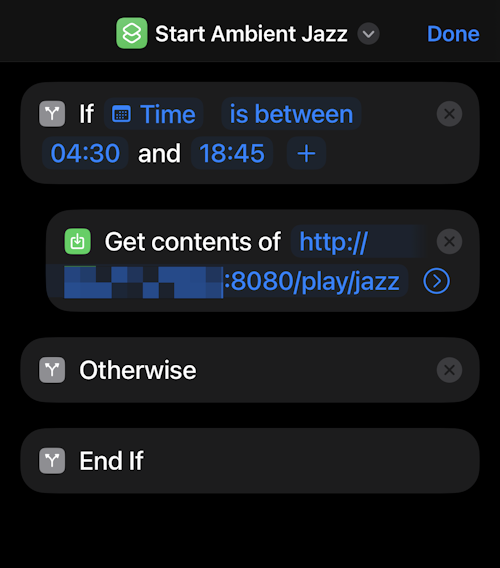 Start Ambient Jazz
Done
If Time is between
04:30 and 18:45 +
Get contents of http://
:8080/play/jazz
Otherwise
End If